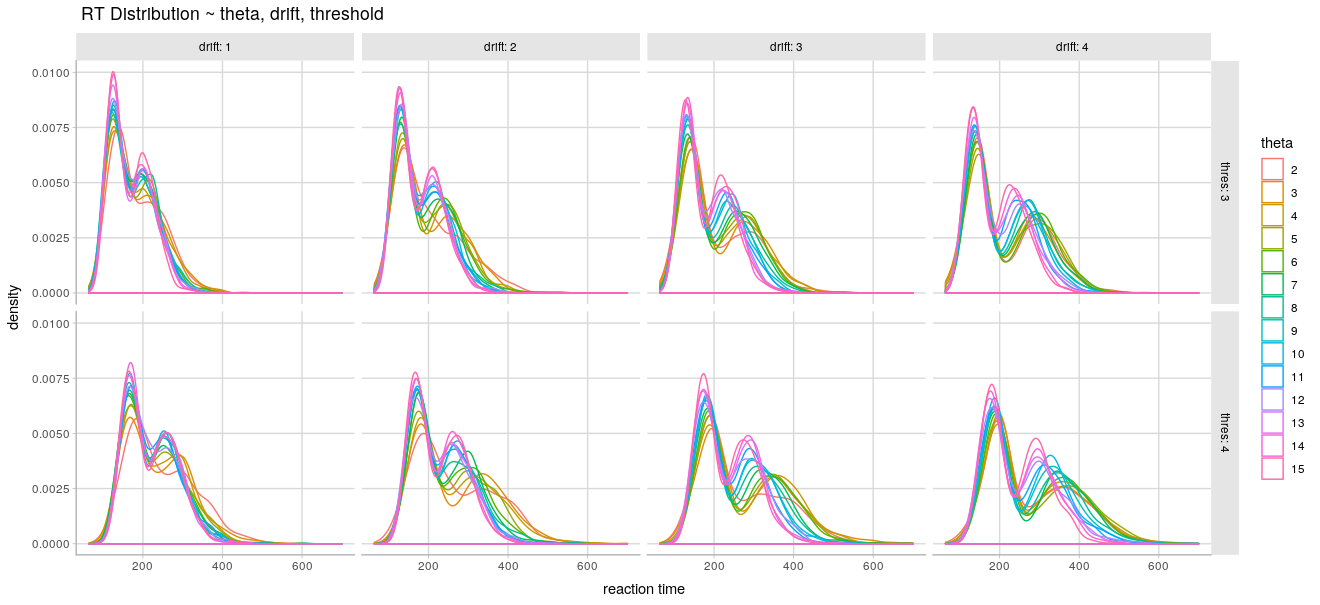 RT Distribution ~ theta, drift, threshold
drift: 1
drift: 2
drift: 3
drift: 4
0.0100
0.0075
0.0050
0.0025
0.0000
thres: 3
0.0100
0.0075
0.0050
0.0025
0.0000
thres: 4
density
200 400 600
200 400 600
200 400 600
200 400 600
reaction time
theta
2
3
4
5
6
7
8
9
10
11
12
13
14
15